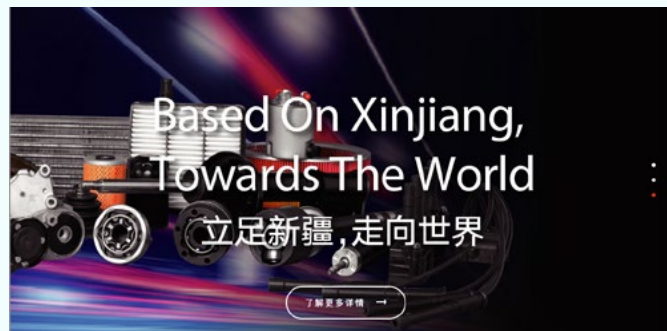 Based On Xinjiang,
Towards The World
立足新疆,走向世界
了解更多详情 →